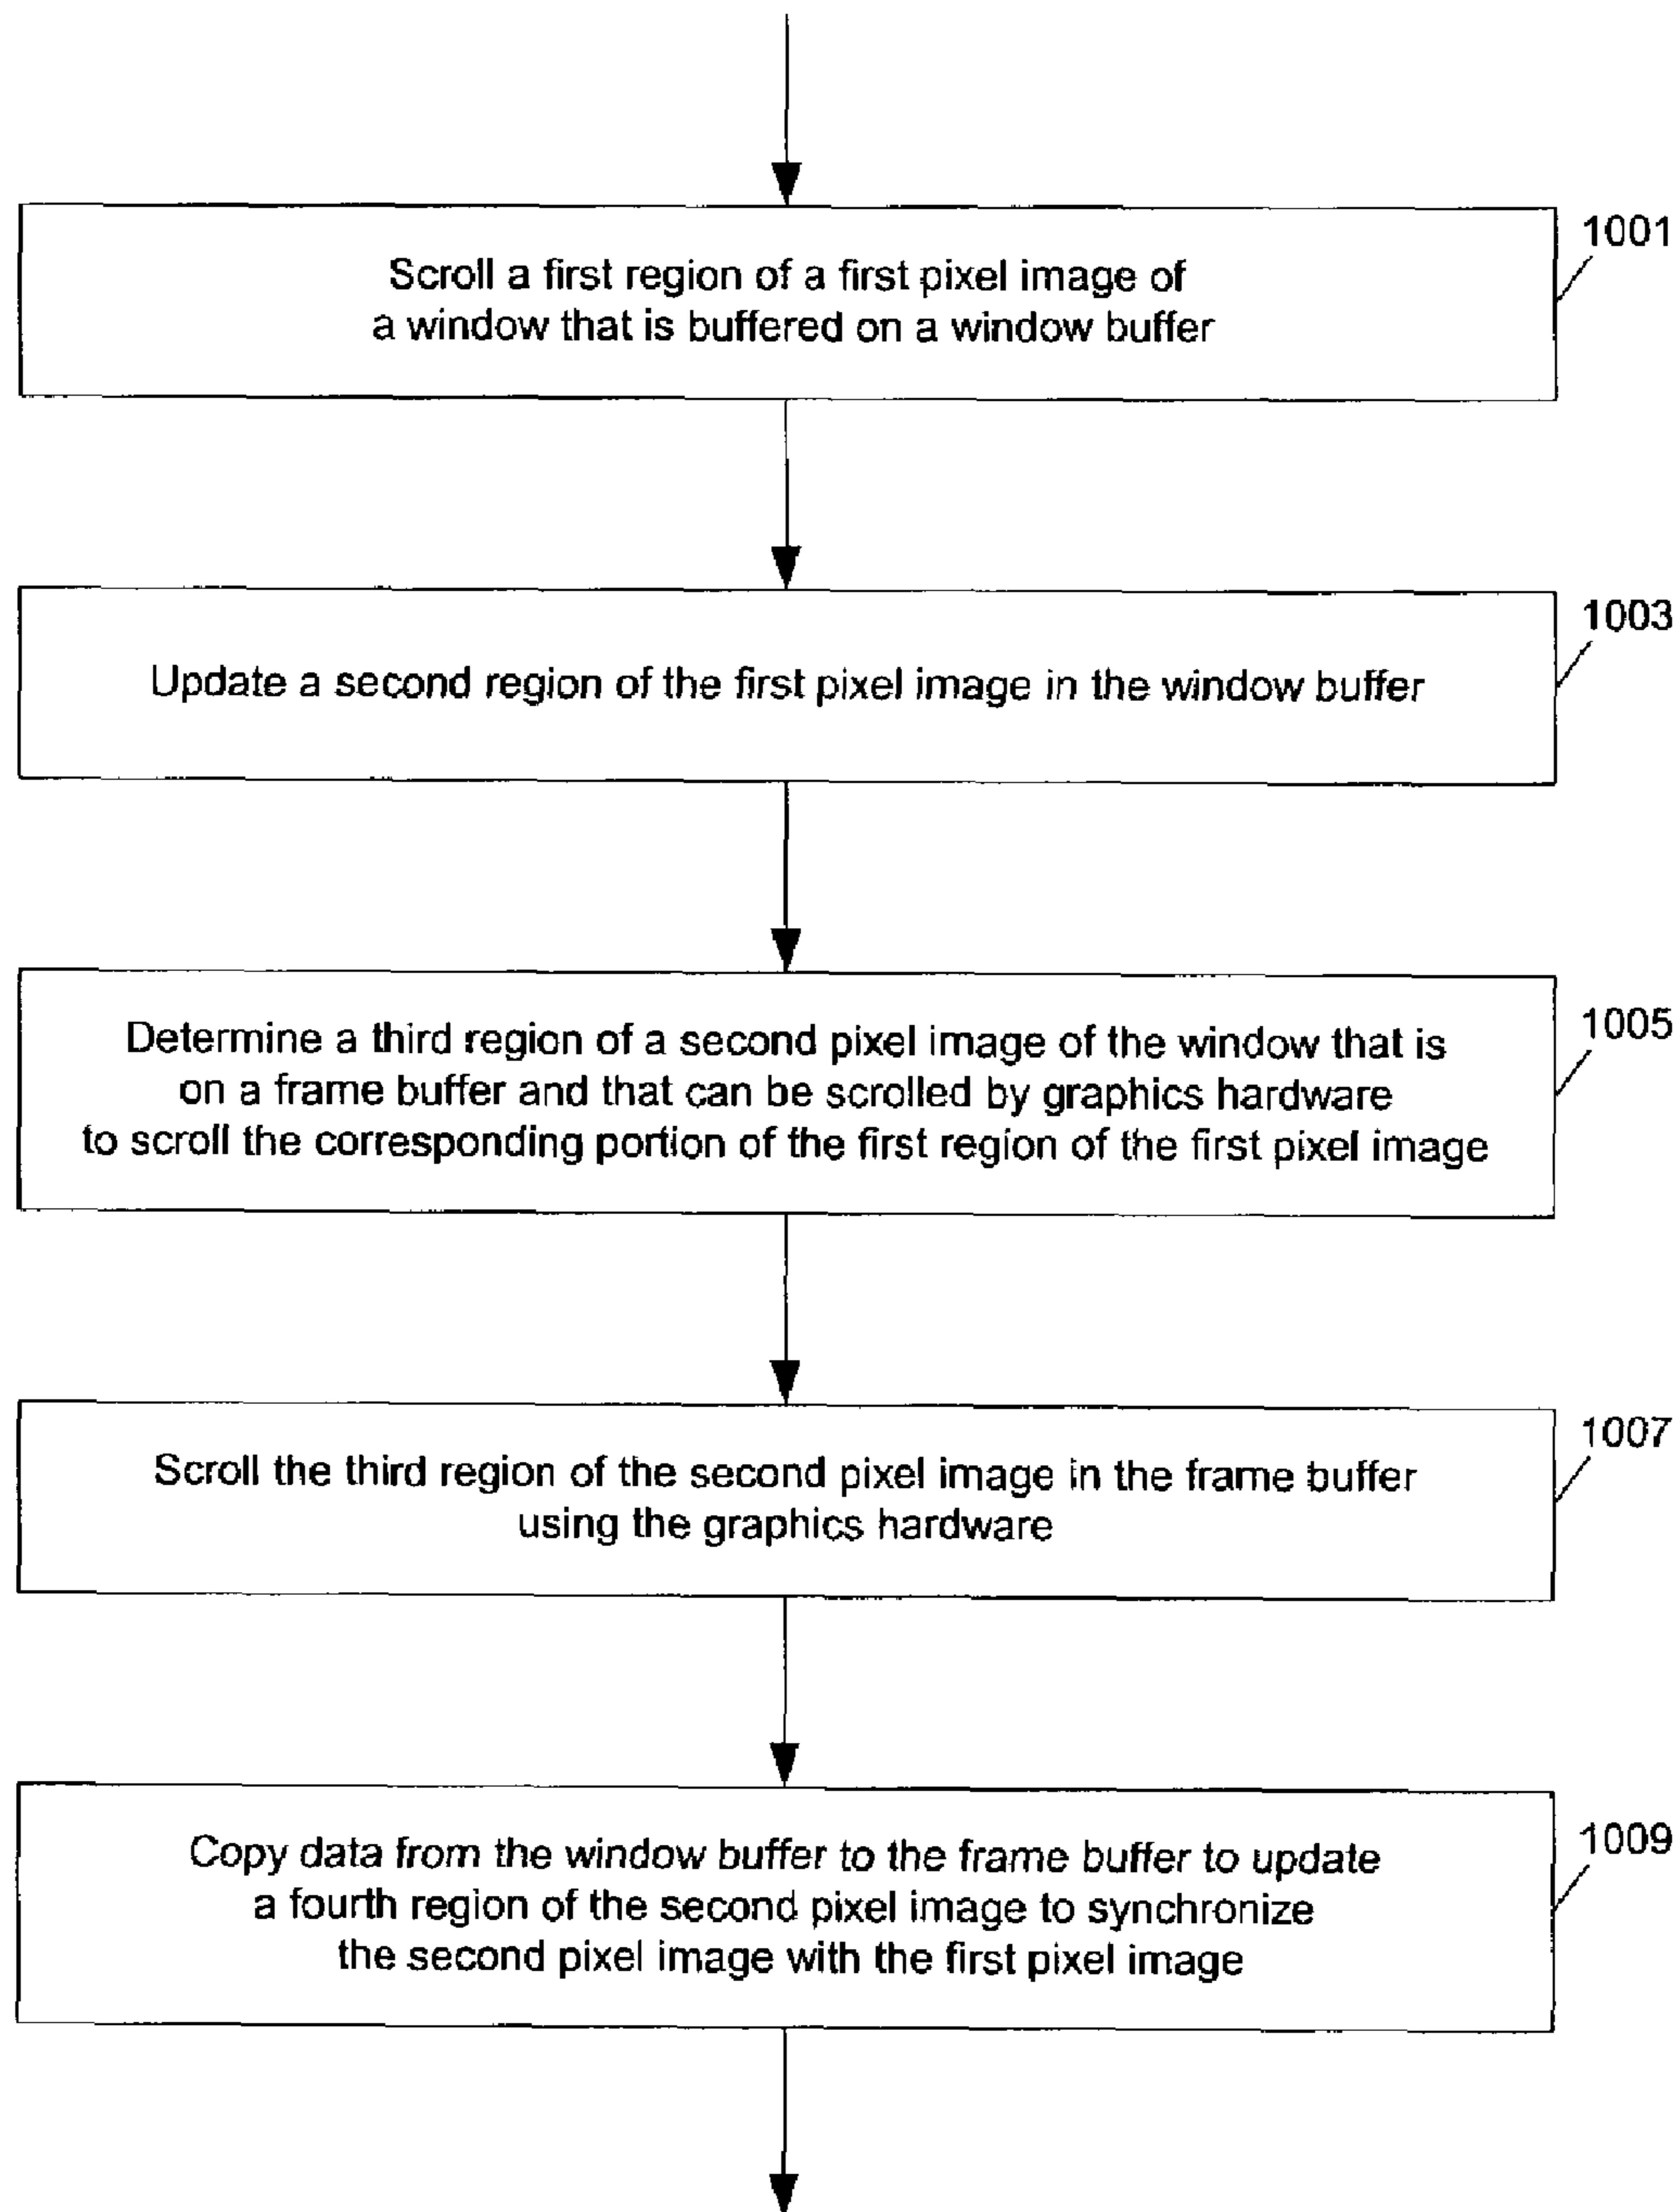 1001
Scroll a first region of a first pixel image of
a window that is buffered on a window buffer
1003
Update a second region of the first pixel image in the window buffer
1005
Determine a third region of a second pixel image of the window that is
on a frame buffer and that can be scrolled by graphics hardware
to scroll the corresponding portion of the first region of the first pixel image
1007
Scroll the third region of the second pixel image in the frame buffer
using the graphics hardware
1009
Copy data from the window buffer to the frame buffer to update
a fourth region of the second pixel image to synchronize
the second pixel image with the first pixel image